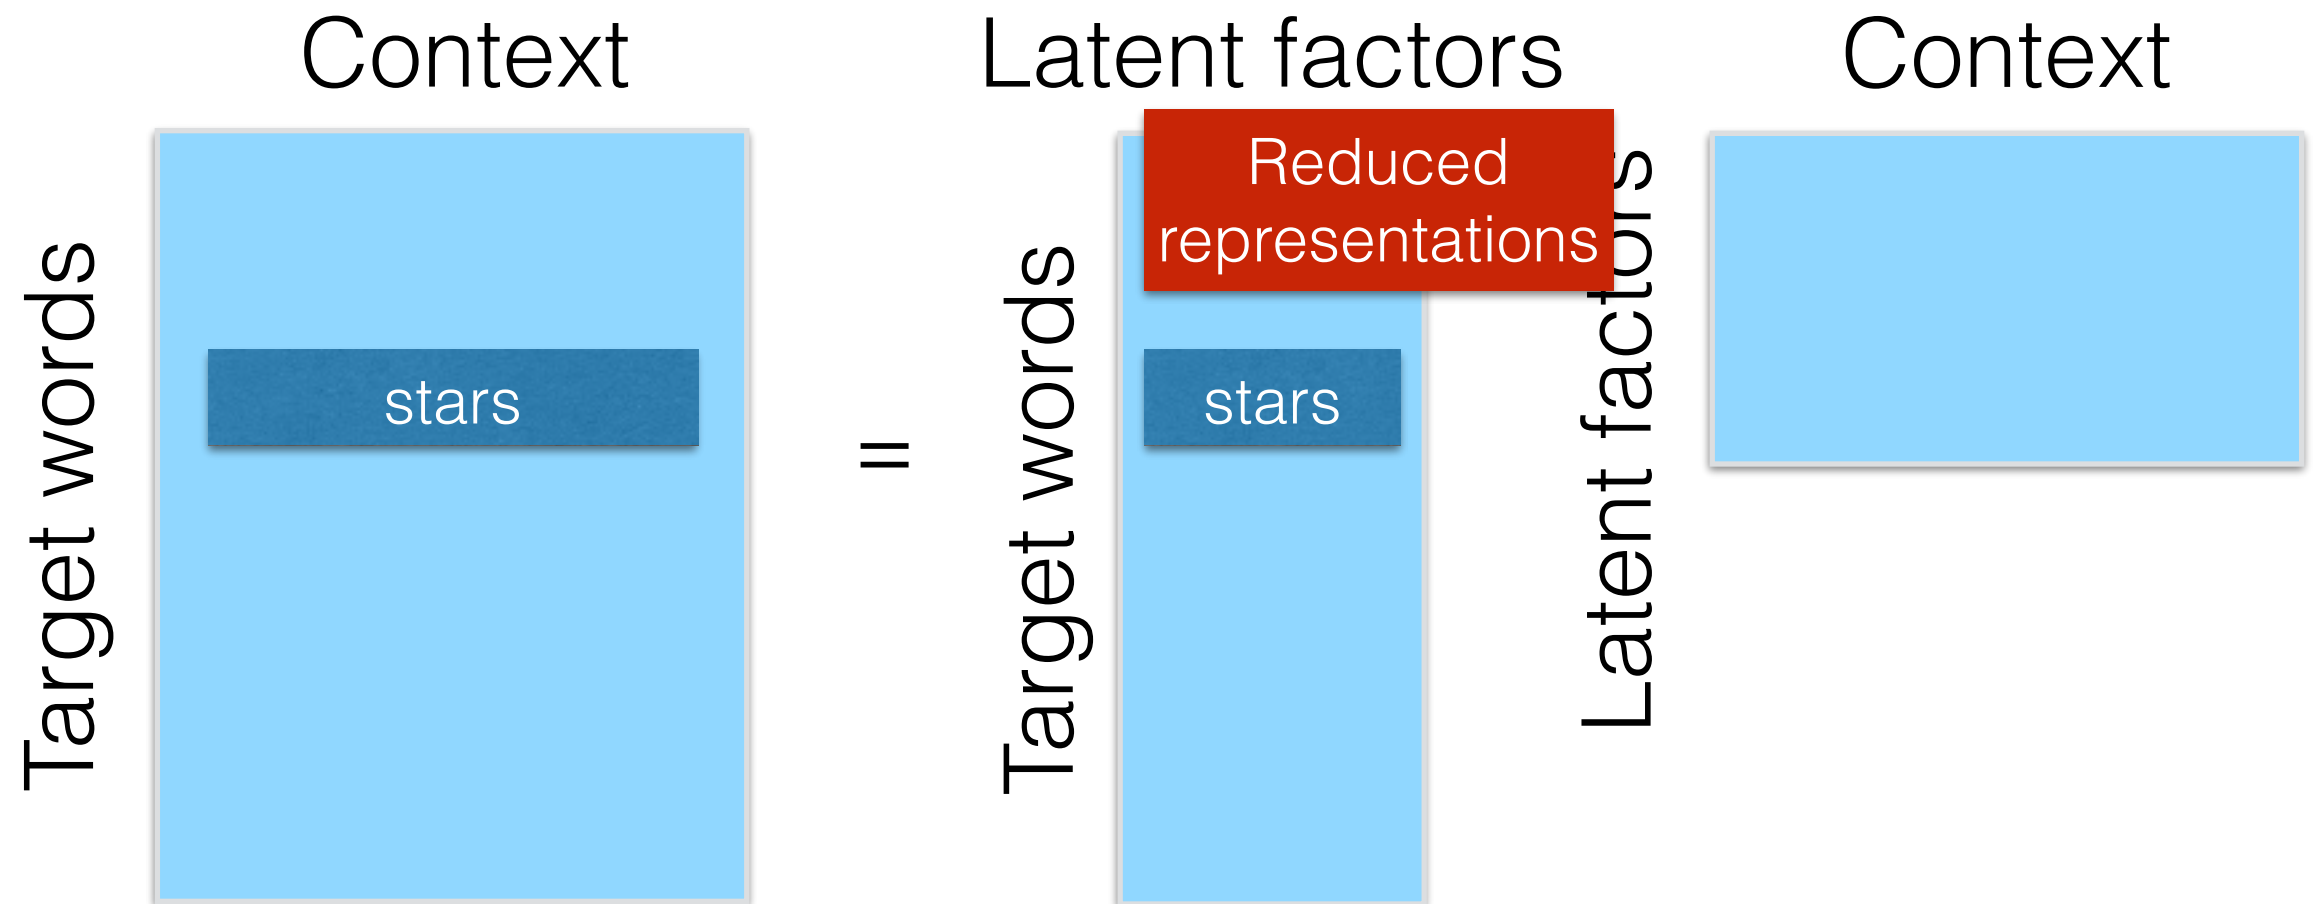 Context
Latent factors
Context
Target words
stars
=
Target words
Reduced
representations
stars
Latent factors